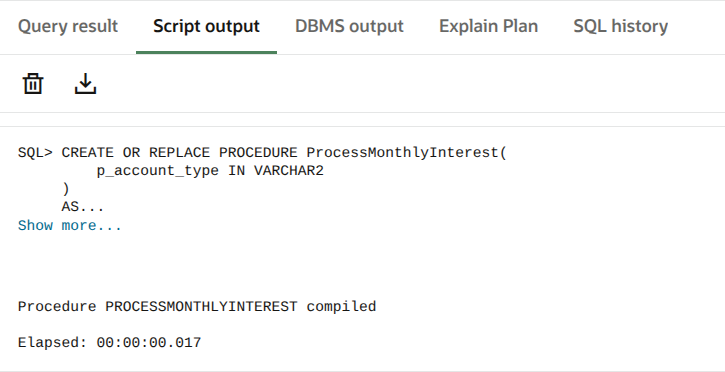 Query result Script output DBMS output Explain Plan SQL history
SQL> CREATE OR REPLACE PROCEDURE ProcessMonthlyInterest(
p_account_type IN VARCHAR2
)
AS...
Show more...
Procedure PROCESSMONTHLYINTEREST compiled
Elapsed: 00:00:00.017